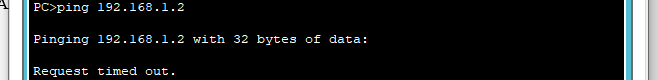 A
PC>ping 192.168.1.2
Pinging 192.168.1.2 with 32 bytes of data:
Request timed out.